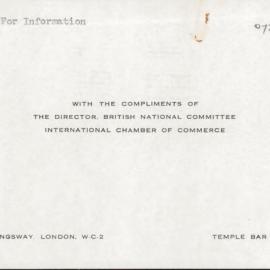 For Information
WITH THE COMPLIMENTS OF
THE DIRECTOR, BRITISH NATIONAL COMMITTEE
INTERNATIONAL CHAMBER OF COMMERCE
NGSWAY. LONDON, W·C·2
TEMPLE BAR